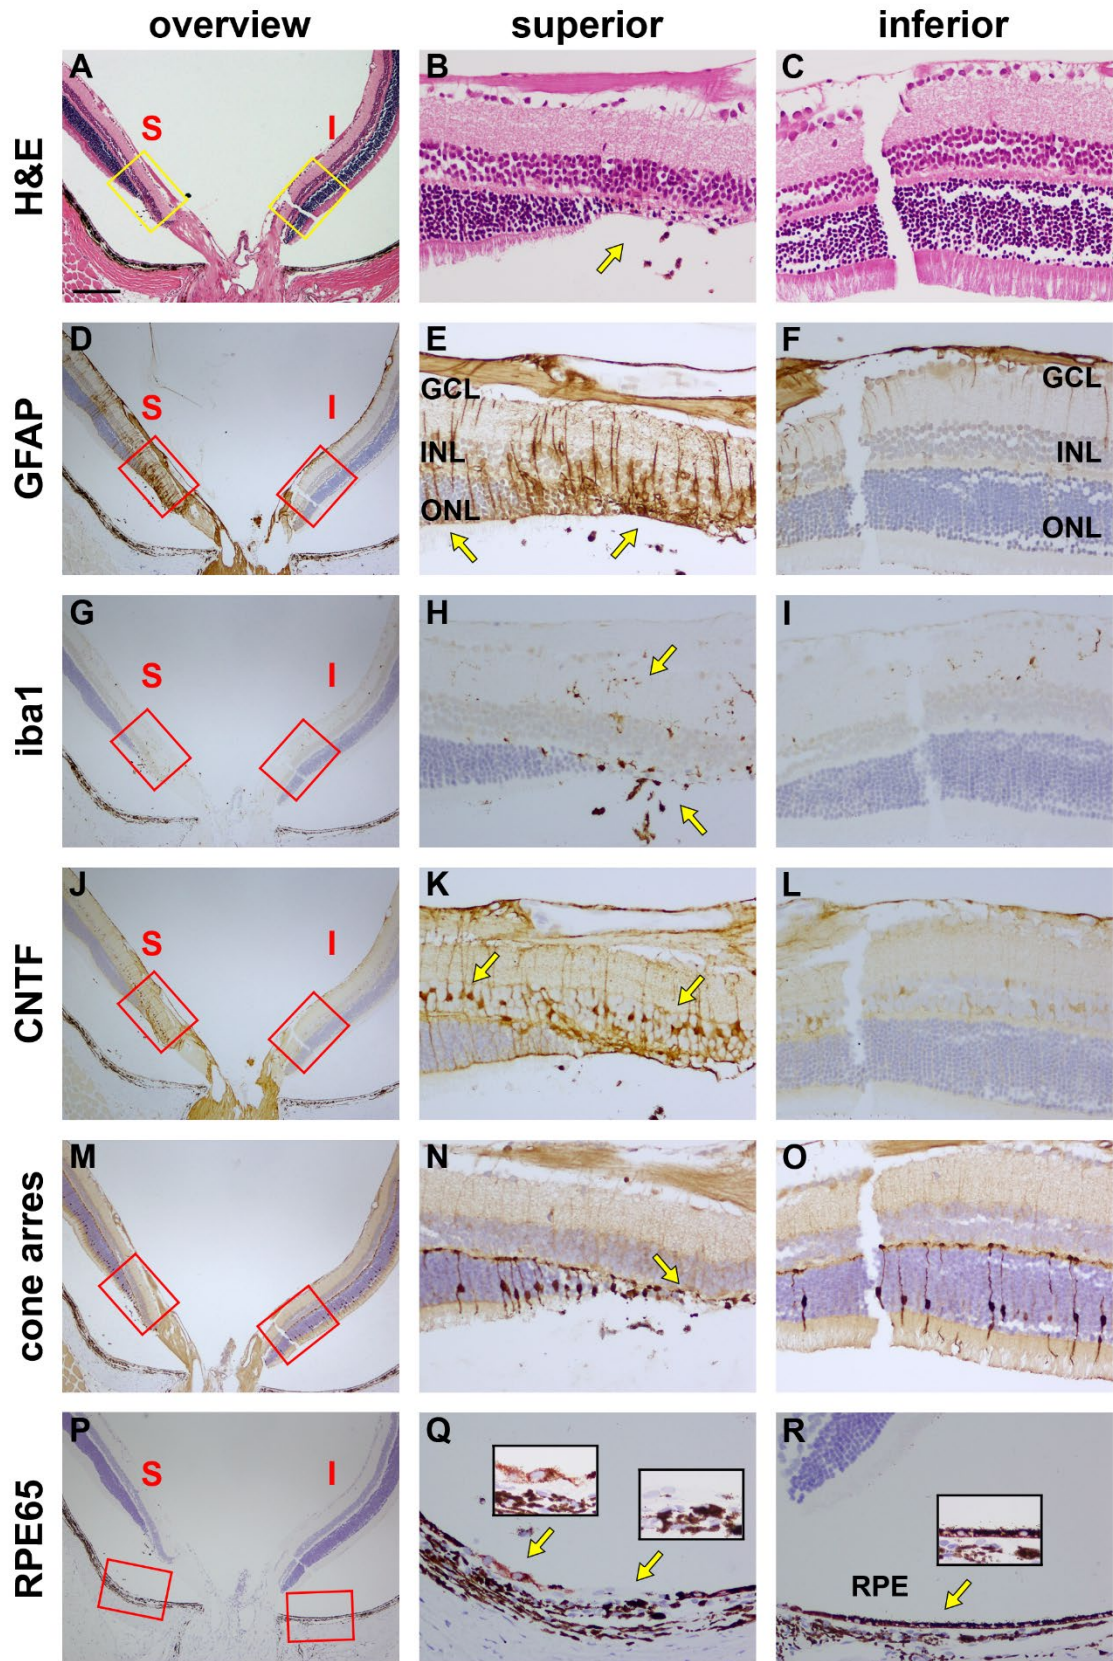 overview superior inferior
H&E
A S I B C
GFAP
D S I E GCL INL ONL F GCL INL ONL
iba1
G S I H I
CNTF
J S I K L
cone arres
M N O
RPE65
P S I Q R RPE